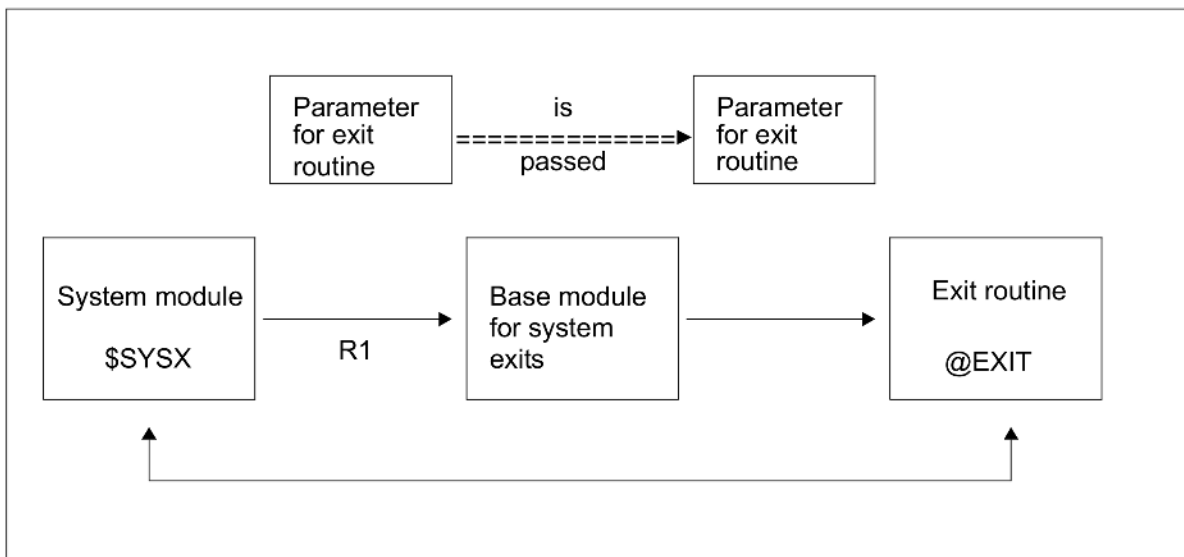 Parameter
for exit
routine
is
==============
passed
Parameter
for exit
routine
System module
$SYSX
R1
Base module
for system
exits
Exit routine
@EXIT